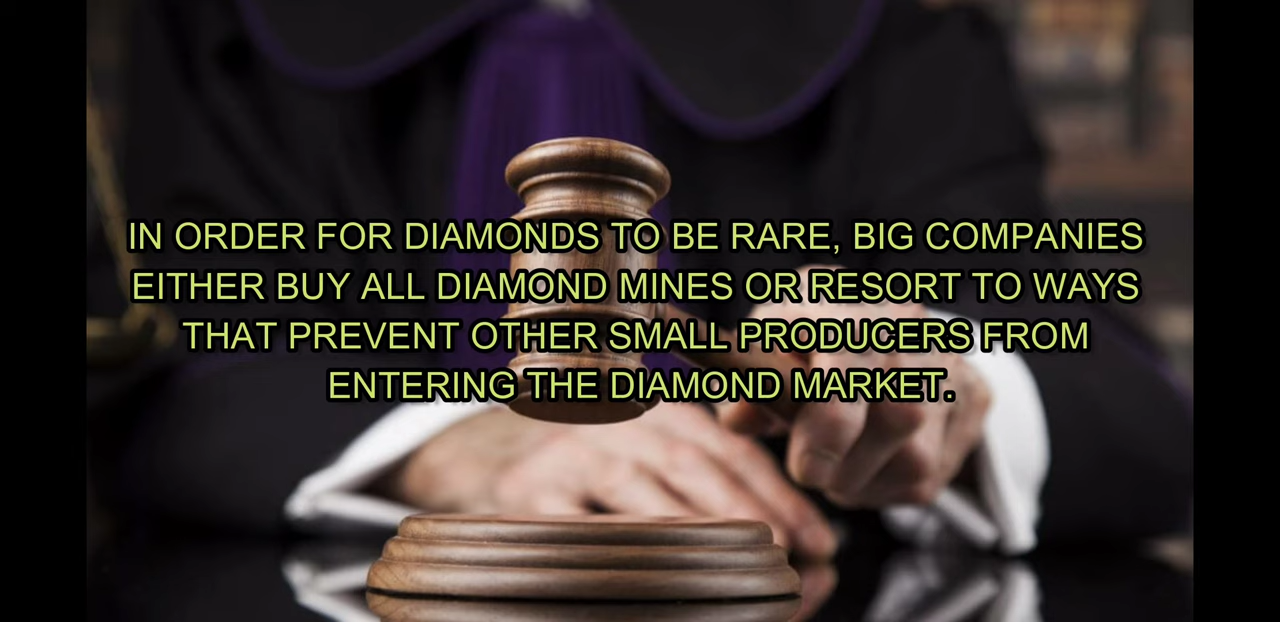 IN ORDER FOR DIAMONDS TO BE RARE, BIG COMPANIES
EITHER BUY ALL DIAMOND MINES OR RESORT TO WAYS
THAT PREVENT OTHER SMALL PRODUCERS FROM
ENTERING THE DIAMOND MARKET.